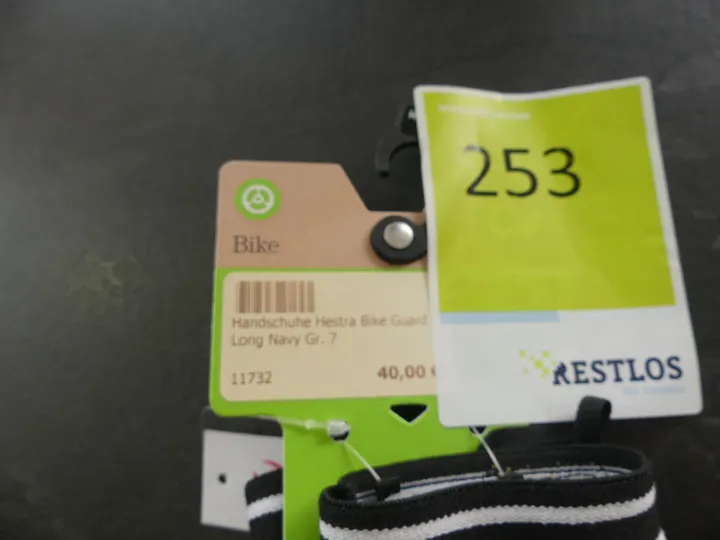 253
Bike
Handschuhe Hestra Bike Guard
Long Navy Gr. 7
11732
40,00 €
RESTLOS